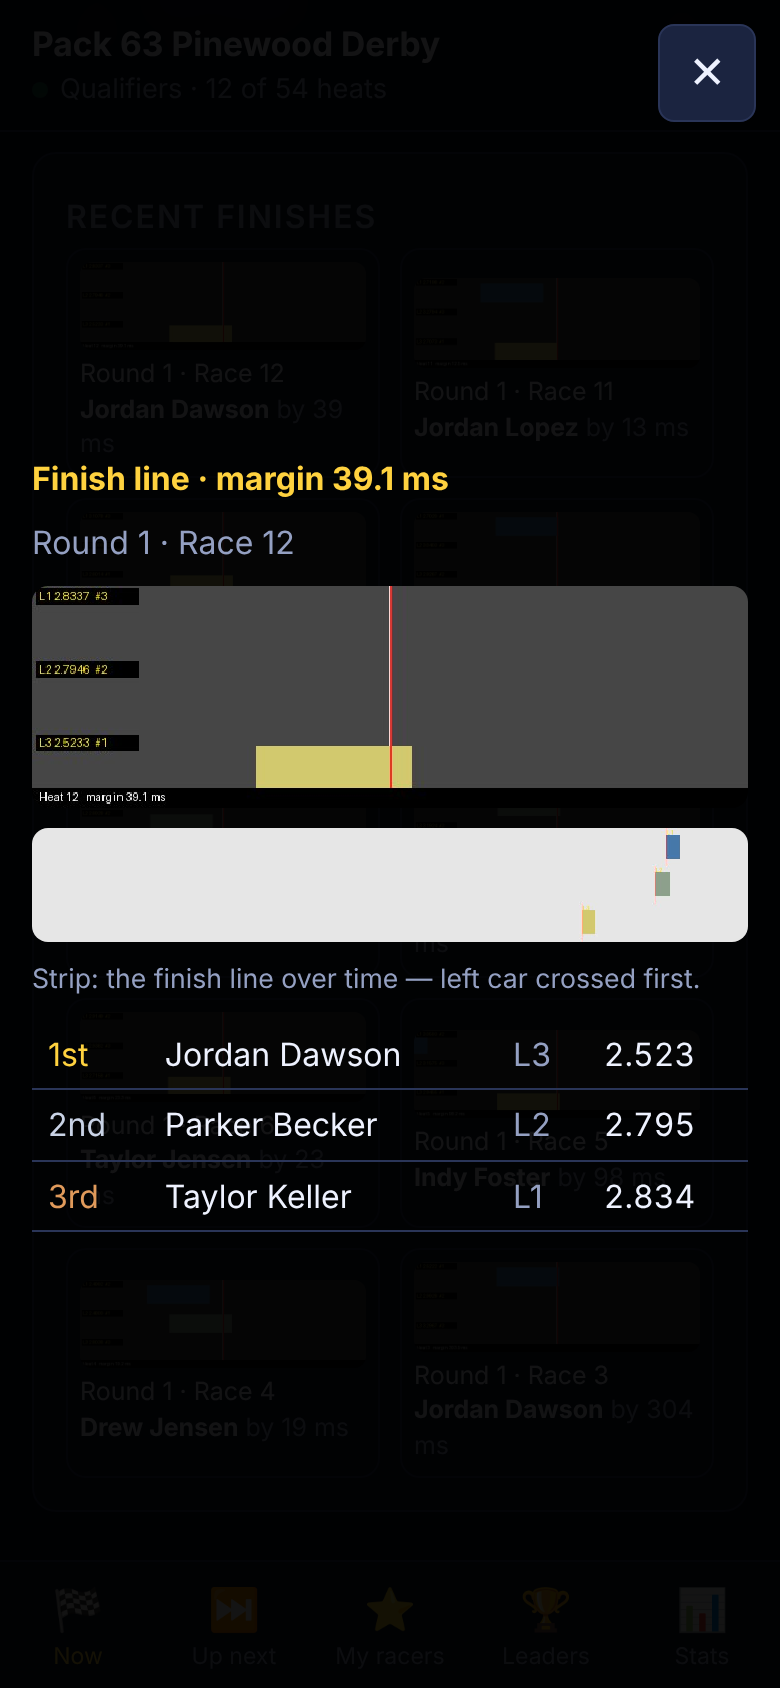 Pack 63 Pinewood Derby
Qualifiers · 12 of 54 heats
×
RECENT FINISHES
Round 1 · Race 12
Jordan Dawson by 39
ms
Round 1 · Race 11
Jordan Lopez by 13 ms
Finish line · margin 39.1 ms
Round 1 · Race 12
L1 2.8337 #3
L2 2.7946 #2
L3 2.5233 #1
Heat 12 margin 39.1 ms
ms
Strip: the finish line over time — left car crossed first.
1st Jordan Dawson L3 2.523
2nd Parker Becker L2 2.795
3rd Taylor Keller L1 2.834
Taylor Jensen by 23
Round 1 · Race 5
Indy Foster by 98 ms
Round 1 · Race 4
Drew Jensen by 19 ms
Round 1 · Race 3
Jordan Dawson by 304
ms
Now
Up next
My racers
Leaders
Stats